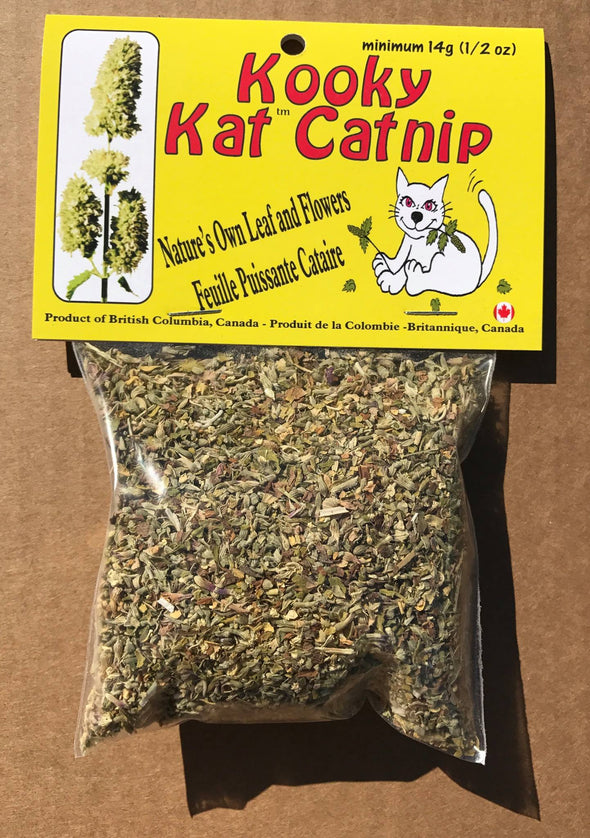 minimum 14g (1/2 oz)
Kooky
Kat™ Catnip
Nature's Own Leaf and Flowers
Feuille Puissante Cataire
Product of British Columbia, Canada - Produit de la Colombie -Britannique, Canada